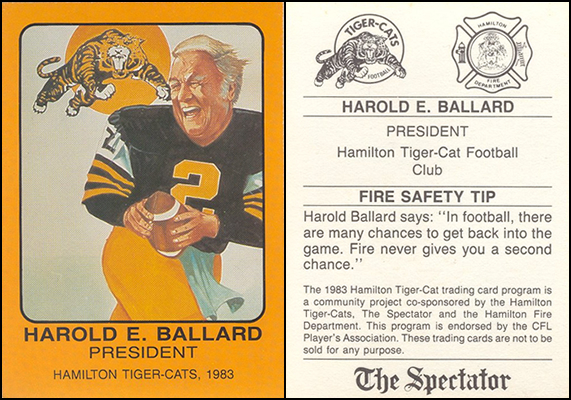 2
2
HAROLD E. BALLARD
PRESIDENT
HAMILTON TIGER-CATS, 1983
TIGER-CATS
FOOTBALL
HAMILTON
FIRE
DEPARTMENT
HAROLD E. BALLARD
PRESIDENT
Hamilton Tiger-Cat Football
Club
FIRE SAFETY TIP
Harold Ballard says: "In football, there
are many chances to get back into the
game. Fire never gives you a second
chance."
The 1983 Hamilton Tiger-Cat trading card program is
a community project co-sponsored by the Hamilton
Tiger-Cats, The Spectator and the Hamilton Fire
Department. This program is endorsed by the CFL
Player's Association. These trading cards are not to be
sold for any purpose.
The Spectator